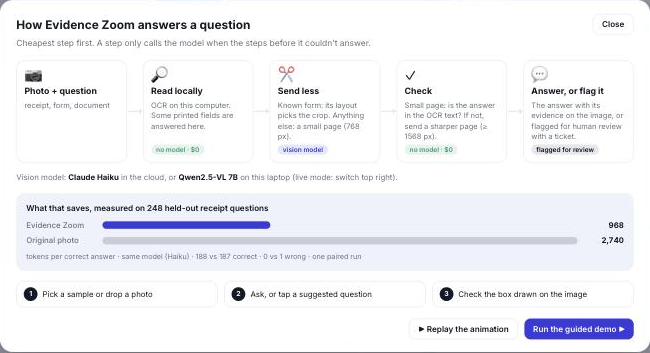 How Evidence Zoom answers a question
Close
Cheapest step first. A step only calls the model when the steps before it couldn't answer.
Photo + question
receipt, form, document
Read locally
OCR on this computer.
Some printed fields are
answered here.
no model · $0
Send less
Known form: its layout
picks the crop. Anything
else: a small page (768
px).
vision model
✓
Check
Small page: is the answer
in the OCR text? If not,
send a sharper page (≥
1568 px).
no model · $0
Answer, or flag it
The answer with its
evidence on the image, or
flagged for human review
with a ticket.
flagged for review
Vision model: Claude Haiku in the cloud, or Qwen2.5-VL 7B on this laptop (live mode: switch top right).
What that saves, measured on 248 held-out receipt questions
Evidence Zoom 968
Original photo 2,740
tokens per correct answer · same model (Haiku) · 188 vs 187 correct · 0 vs 1 wrong · one paired run
1 Pick a sample or drop a photo
2 Ask, or tap a suggested question
3 Check the box drawn on the image
▶ Replay the animation
Run the guided demo ▶